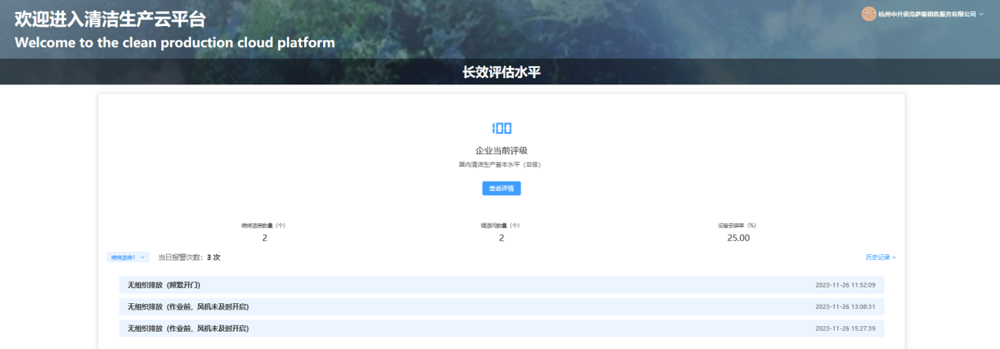 欢迎进入清洁生产云平台
杭州中升雷克萨斯销售服务有限公司
Welcome to the clean production cloud platform
长效评估水平
100
企业当前评级
国内清洁生产基本水平（III级）
查看详情
喷烤漆房数量（个） 调漆间数量（个） 设备安装率（%）
2 2 25.00
喷烤漆房1 当日报警次数：3 次 历史记录 >
无组织排放（频繁开门） 2023-11-26 11:52:09
无组织排放（作业前，风机未及时开启） 2023-11-26 13:08:31
无组织排放（作业前，风机未及时开启） 2023-11-26 15:27:39